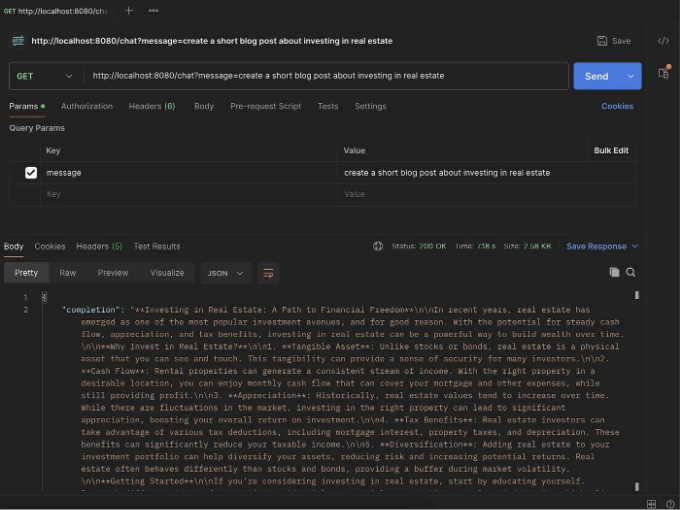 GET http://localhost:8080/cha
http://localhost:8080/chat?message=create a short blog post about investing in real estate
Save
GET
http://localhost:8080/chat?message=create a short blog post about investing in real estate
Send
Params
Authorization
Headers (6)
Body
Pre-request Script
Tests
Settings
Cookies
Query Params
Key
Value
Bulk Edit
message
create a short blog post about investing in real estate
Key
Value
Body
Cookies
Headers (5)
Test Results
Status: 200 OK
Time: 7.18 s
Size: 2.58 KB
Save Response
Pretty
Raw
Preview
Visualize
JSON
1 {
2 "completion": "**Investing in Real Estate: A Path to Financial Freedom**\n\nIn recent years, real estate has
emerged as one of the most popular investment avenues, and for good reason. With the potential for steady cash
flow, appreciation, and tax benefits, investing in real estate can be a powerful way to build wealth over time.
\n\n**Why Invest in Real Estate?**\n\n1. **Tangible Asset**: Unlike stocks or bonds, real estate is a physical
asset that you can see and touch. This tangibility can provide a sense of security for many investors.\n\n2.
**Cash Flow**: Rental properties can generate a consistent stream of income. With the right property in a
desirable location, you can enjoy monthly cash flow that can cover your mortgage and other expenses, while
still providing profit.\n\n3. **Appreciation**: Historically, real estate values tend to increase over time.
While there are fluctuations in the market, investing in the right property can lead to significant
appreciation, boosting your overall return on investment.\n\n4. **Tax Benefits**: Real estate investors can
take advantage of various tax deductions, including mortgage interest, property taxes, and depreciation. These
benefits can significantly reduce your taxable income.\n\n5. **Diversification**: Adding real estate to your
investment portfolio can help diversify your assets, reducing risk and increasing potential returns. Real
estate often behaves differently than stocks and bonds, providing a buffer during market volatility.
\n\n**Getting Started**\n\nIf you're considering investing in real estate, start by educating yourself.